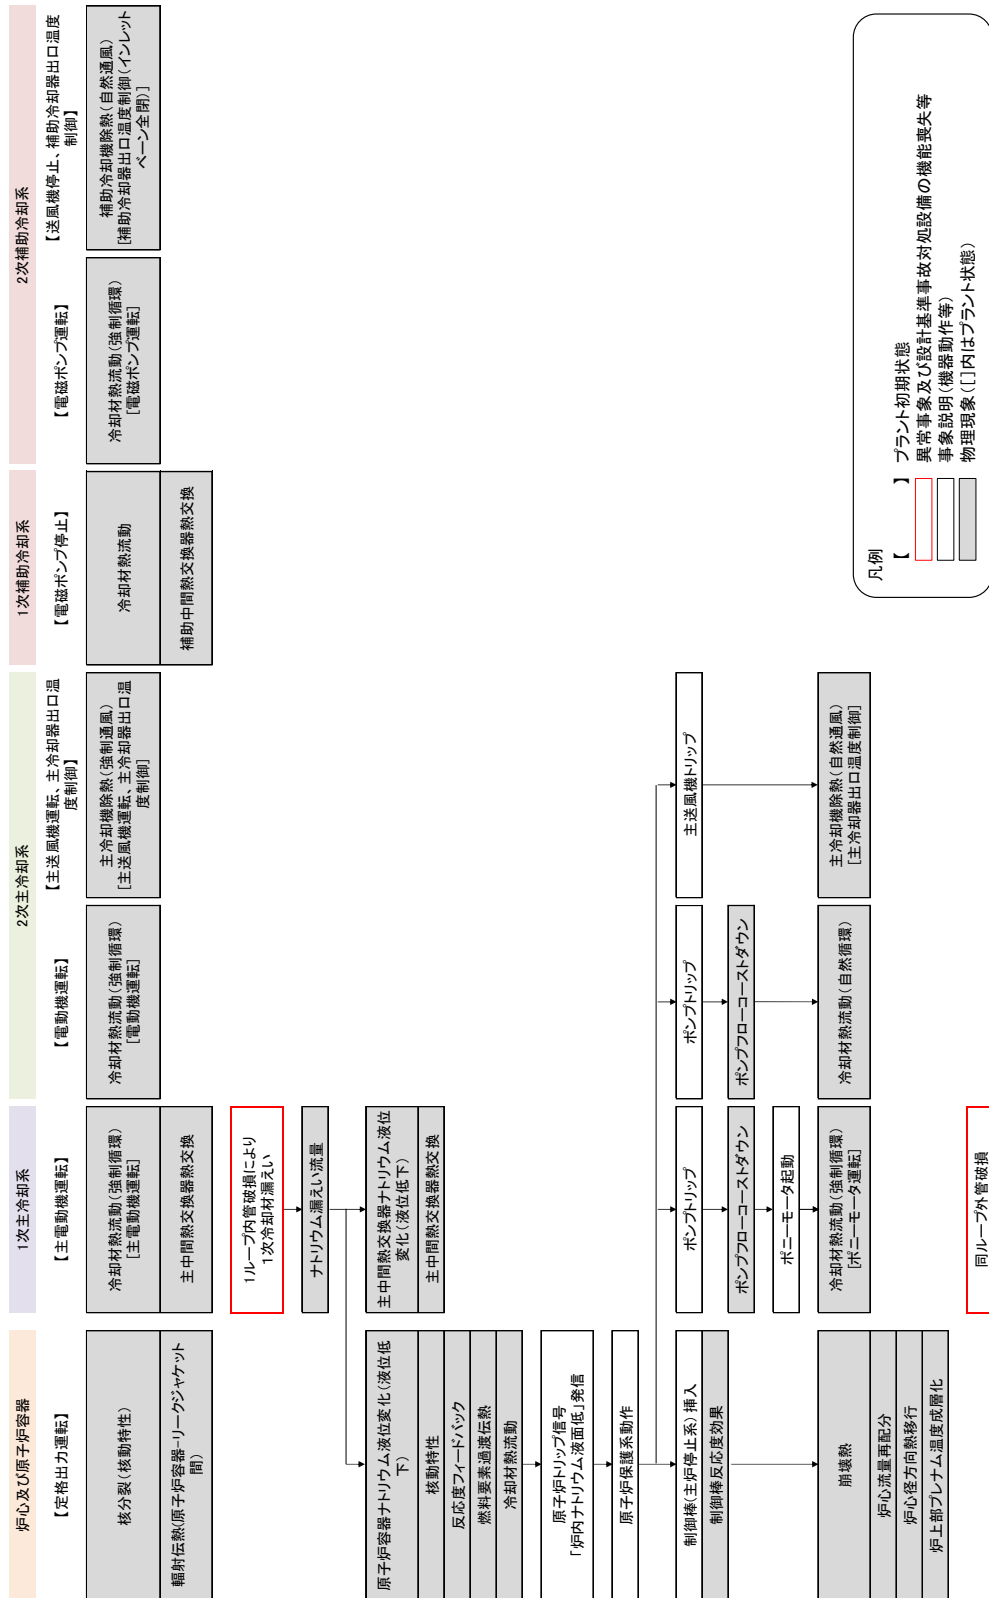 炉心及び原子炉容器
【定格出力運転】
核分裂(核動特性)
輻射伝熱(原子炉容器-リークジャケット
間)
原子炉容器ナトリウム液位変化(液位低
下)
核動特性
反応度フィードバック
燃料要素過渡伝熱
冷却材熱流動
原子炉トリップ信号
「炉内ナトリウム液面低」発信
原子炉保護系動作
制御棒(主炉停止系)挿入
制御棒反応度効果
崩壊熱
炉心流量再配分
炉心径方向熱移行
炉上部プレナム温度成層化
1次主冷却系
【主電動機運転】
冷却材熱流動(強制循環)
[主電動機運転]
主中間熱交換器熱交換
1ループ内管破損により
1次冷却材漏えい
ナトリウム漏えい流量
主中間熱交換器ナトリウム液位
変化(液位低下)
主中間熱交換器熱交換
ポンプトリップ
ポンプフローコーストダウン
ポニーモータ起動
冷却材熱流動(強制循環)
[ポニーモータ運転]
同ループ外管破損
2次主冷却系
【電動機運転】
冷却材熱流動(強制循環)
[電動機運転]
ポンプトリップ
ポンプフローコーストダウン
冷却材熱流動(自然循環)
【主送風機運転、主冷却器出口温
度制御】
主冷却機除熱(強制通風)
[主送風機運転、主冷却器出口温
度制御]
主送風機トリップ
主冷却機除熱(自然通風)
[主冷却器出口温度制御]
1次補助冷却系
【電磁ポンプ停止】
冷却材熱流動
補助中間熱交換器熱交換
2次補助冷却系
【電磁ポンプ運転】
冷却材熱流動(強制循環)
[電磁ポンプ運転]
【送風機停止、補助冷却器出口温度
制御】
補助冷却機除熱(自然通風)
[補助冷却器出口温度制御(インレット
ベーン全閉)]
凡例
【 】 プラント初期状態
異常事象及び設計基準事故対処設備の機能喪失等
事象説明(機器動作等)
物理現象([]内はプラント状態)